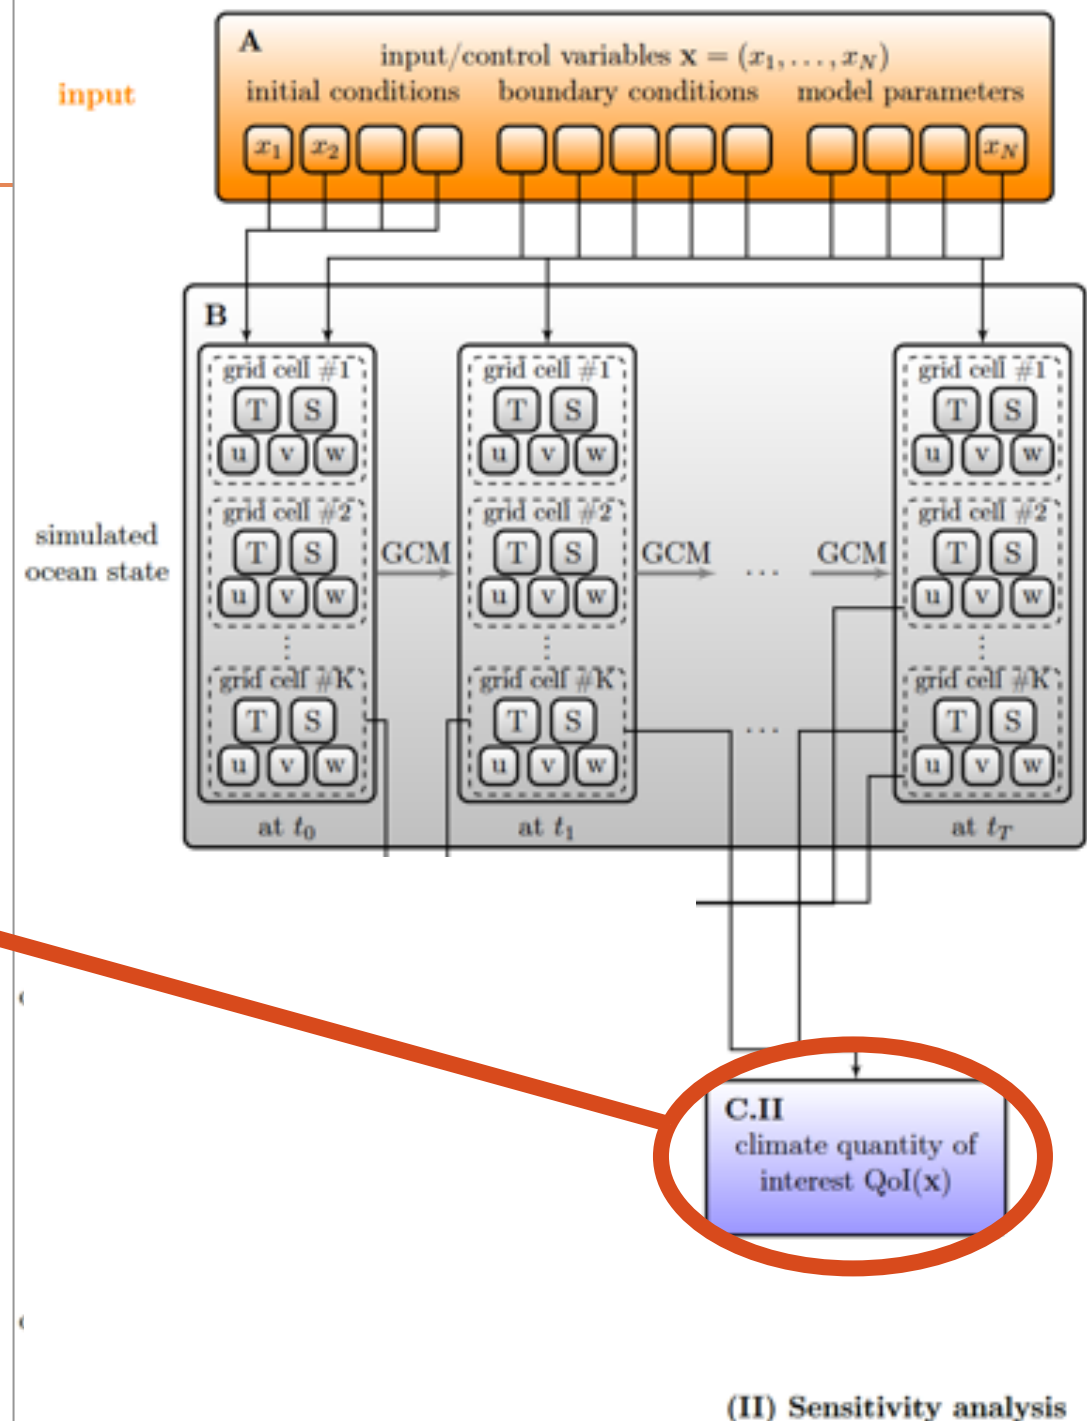 A
input/control variables x = (x₁, . . . , x_N)
input
initial conditions boundary conditions model parameters
x₁ x₂ x_N
B
grid cell #1 grid cell #1 grid cell #1
T S T S T S
u v w u v w u v w
grid cell #2 grid cell #2 grid cell #2
simulated
ocean state
T S GCM T S GCM ... GCM T S
u v w u v w u v w
⋮ ⋮ ⋮
grid cell #K grid cell #K grid cell #K
T S T S ... T S
u v w u v w u v w
at t₀ at t₁ at t_T
C.II
climate quantity of
interest QoI(x)
(II) Sensitivity analysis